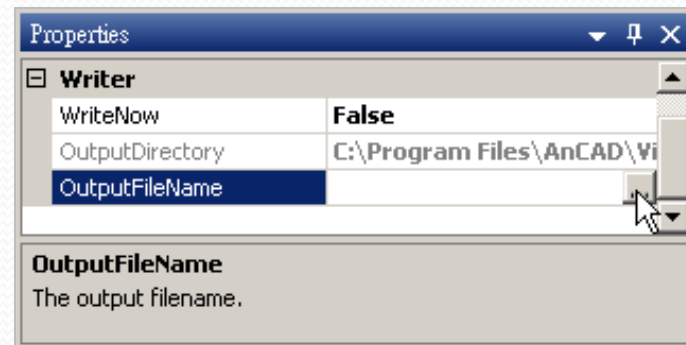 Properties
Writer
WriteNow False
OutputDirectory C:\Program Files\AnCAD\Vi
OutputFileName ...
OutputFileName
The output filename.